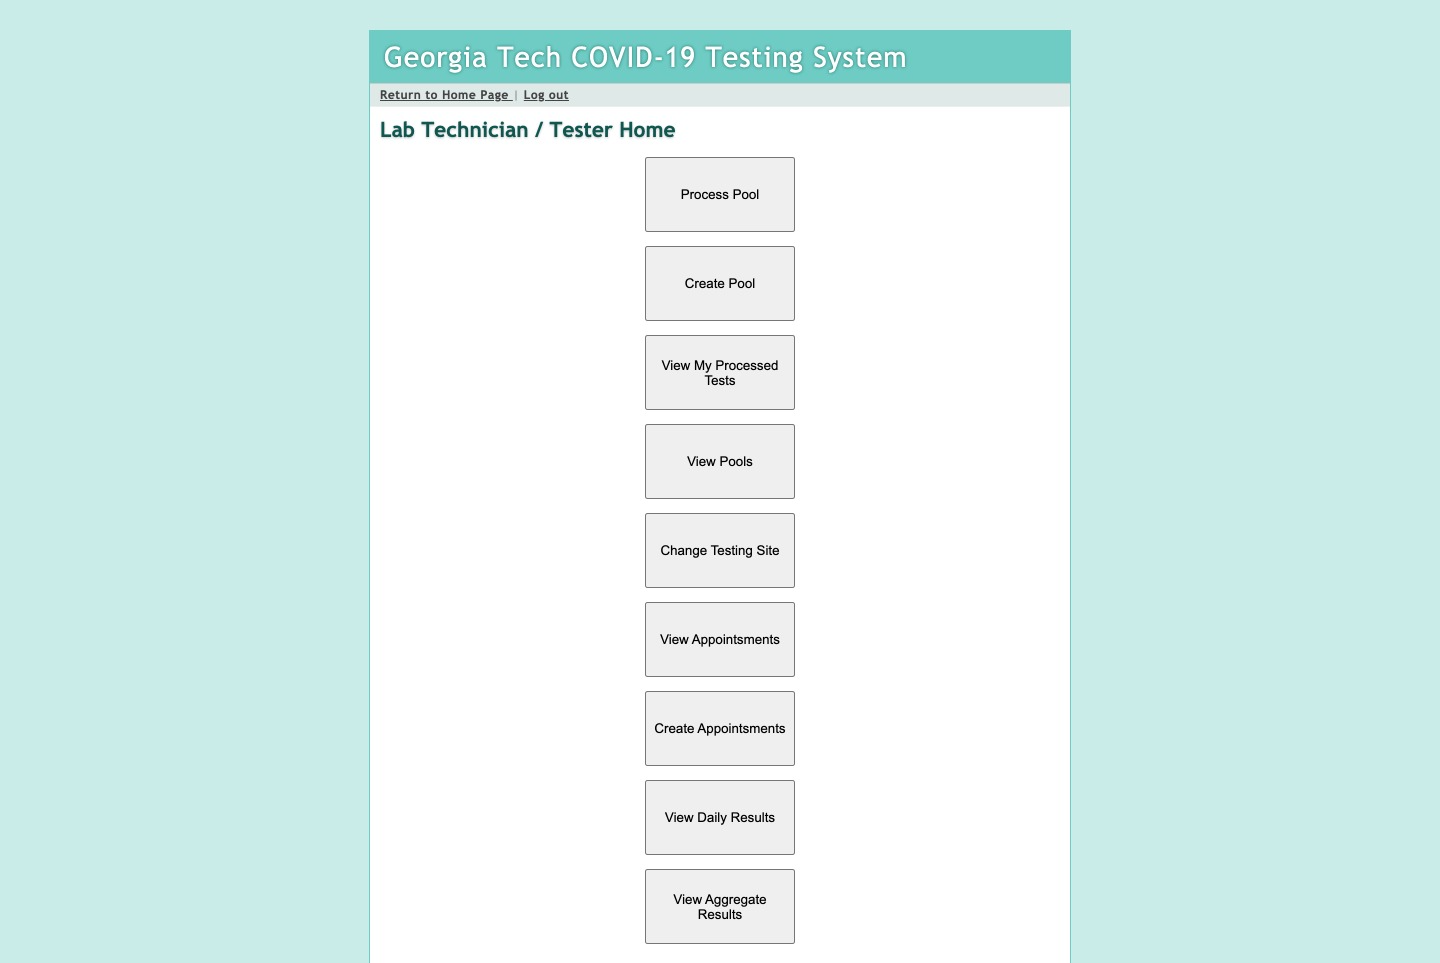 Georgia Tech COVID-19 Testing System
Return to Home Page | Log out
Lab Technician / Tester Home
Process Pool
Create Pool
View My Processed
Tests
View Pools
Change Testing Site
View Appointsments
Create Appointsments
View Daily Results
View Aggregate
Results